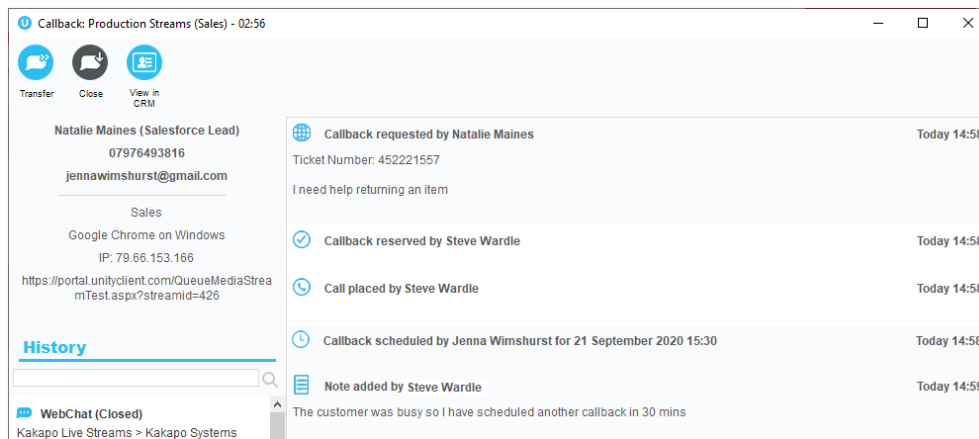 Callback: Production Streams (Sales) - 02:56
Transfer
Close
View in
CRM
Natalie Maines (Salesforce Lead)
07976493816
jennawimshurst@gmail.com
Sales
Google Chrome on Windows
IP: 79.66.153.166
https://portal.unityclient.com/QueueMediaStrea
mTest.aspx?streamid=426
History
WebChat (Closed)
Kakapo Live Streams > Kakapo Systems
Callback requested by Natalie Maines Today 14:58
Ticket Number: 452221557
I need help returning an item
Callback reserved by Steve Wardle Today 14:58
Call placed by Steve Wardle Today 14:58
Callback scheduled by Jenna Wimshurst for 21 September 2020 15:30 Today 14:58
Note added by Steve Wardle Today 14:59
The customer was busy so I have scheduled another callback in 30 mins